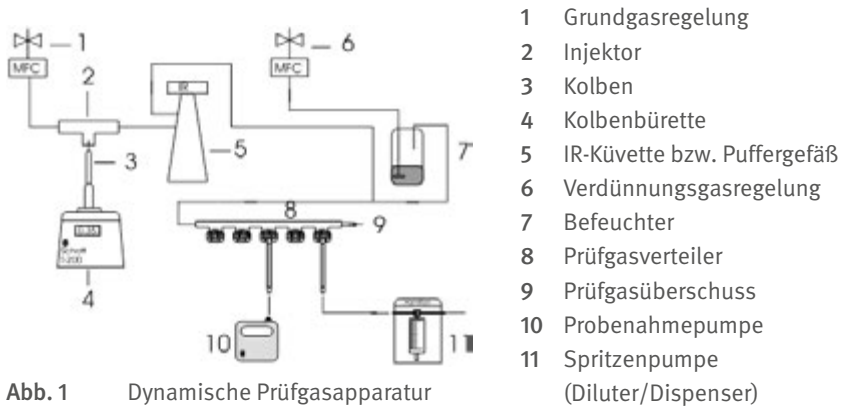 1
MFC
2
3
4
IR
5
6
MFC
7
8
9
10
11
Schott
Abb. 1 Dynamische Prüfgasapparatur
1 Grundgasregelung
2 Injektor
3 Kolben
4 Kolbenbürette
5 IR-Küvette bzw. Puffergefäß
6 Verdünnungsgasregelung
7 Befeuchter
8 Prüfgasverteiler
9 Prüfgasüberschuss
10 Probenahmepumpe
11 Spritzenpumpe
(Diluter/Dispenser)